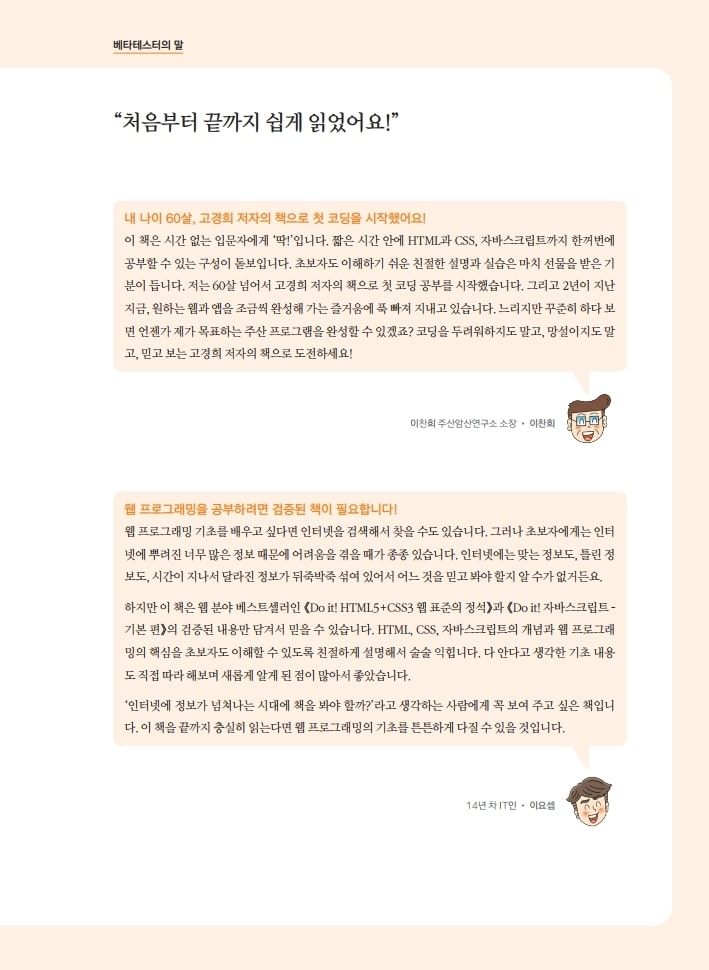 베타테스터의 말
“처음부터 끝까지 쉽게 읽었어요!”
내 나이 60살, 고경희 저자의 책으로 첫 코딩을 시작했어요!
이 책은 시간 없는 입문자에게 ‘딱!’입니다. 짧은 시간 안에 HTML과 CSS, 자바스크립트까지 한꺼번에
공부할 수 있는 구성이 돋보입니다. 초보자도 이해하기 쉬운 친절한 설명과 실습은 마치 선물을 받은 기
분이 듭니다. 저는 60살 넘어서 고경희 저자의 책으로 첫 코딩 공부를 시작했습니다. 그리고 2년이 지난
지금, 원하는 웹과 앱을 조금씩 완성해 가는 즐거움에 푹 빠져 지내고 있습니다. 느리지만 꾸준히 하다 보
면 언젠가 제가 목표하는 주산 프로그램을 완성할 수 있겠죠? 코딩을 두려워하지도 말고, 망설이지도 말
고, 믿고 보는 고경희 저자의 책으로 도전하세요!
이찬희 주산암산연구소 소장 • 이찬희
웹 프로그래밍을 공부하려면 검증된 책이 필요합니다!
웹 프로그래밍 기초를 배우고 싶다면 인터넷을 검색해서 찾을 수도 있습니다. 그러나 초보자에게는 인터
넷에 뿌려진 너무 많은 정보 때문에 어려움을 겪을 때가 종종 있습니다. 인터넷에는 맞는 정보도, 틀린 정
보도, 시간이 지나서 달라진 정보가 뒤죽박죽 섞여 있어서 어느 것을 믿고 봐야 할지 알 수가 없거든요.
하지만 이 책은 웹 분야 베스트셀러인 《Do it! HTML5+CSS3 웹 표준의 정석》과 《Do it! 자바스크립트 -
기본 편》의 검증된 내용만 담겨서 믿을 수 있습니다. HTML, CSS, 자바스크립트의 개념과 웹 프로그래
밍의 핵심을 초보자도 이해할 수 있도록 친절하게 설명해서 술술 익힙니다. 다 안다고 생각한 기초 내용
도 직접 따라 해보며 새롭게 알게 된 점이 많아서 좋았습니다.
‘인터넷에 정보가 넘쳐나는 시대에 책을 봐야 할까?’라고 생각하는 사람에게 꼭 보여 주고 싶은 책입니
다. 이 책을 끝까지 충실히 읽는다면 웹 프로그래밍의 기초를 튼튼하게 다질 수 있을 것입니다.
14년 차 IT인 • 이요셉